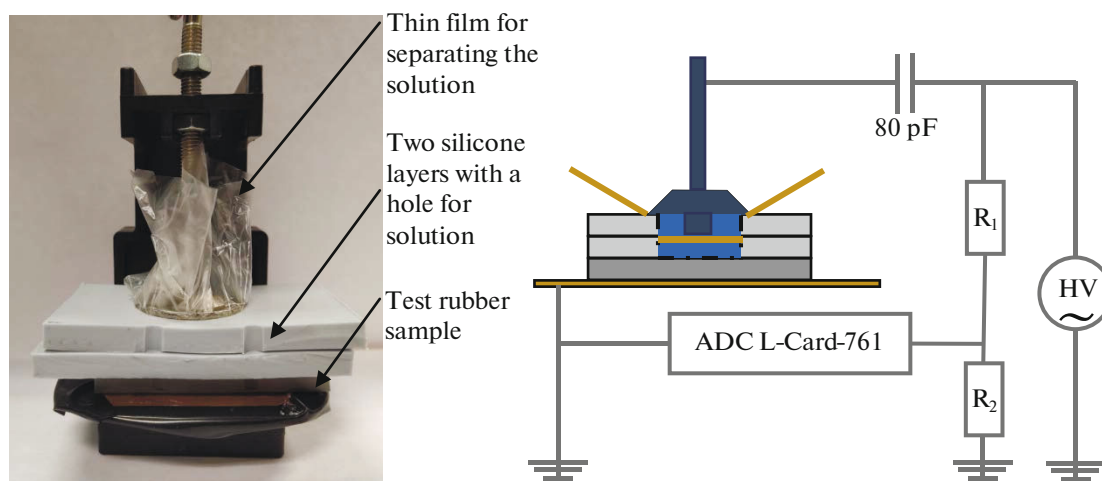 Thin film for
separating the
solution
Two silicone
layers with a
hole for
solution
Test rubber
sample
80 pF
R₁
HV
ADC L-Card-761
R₂